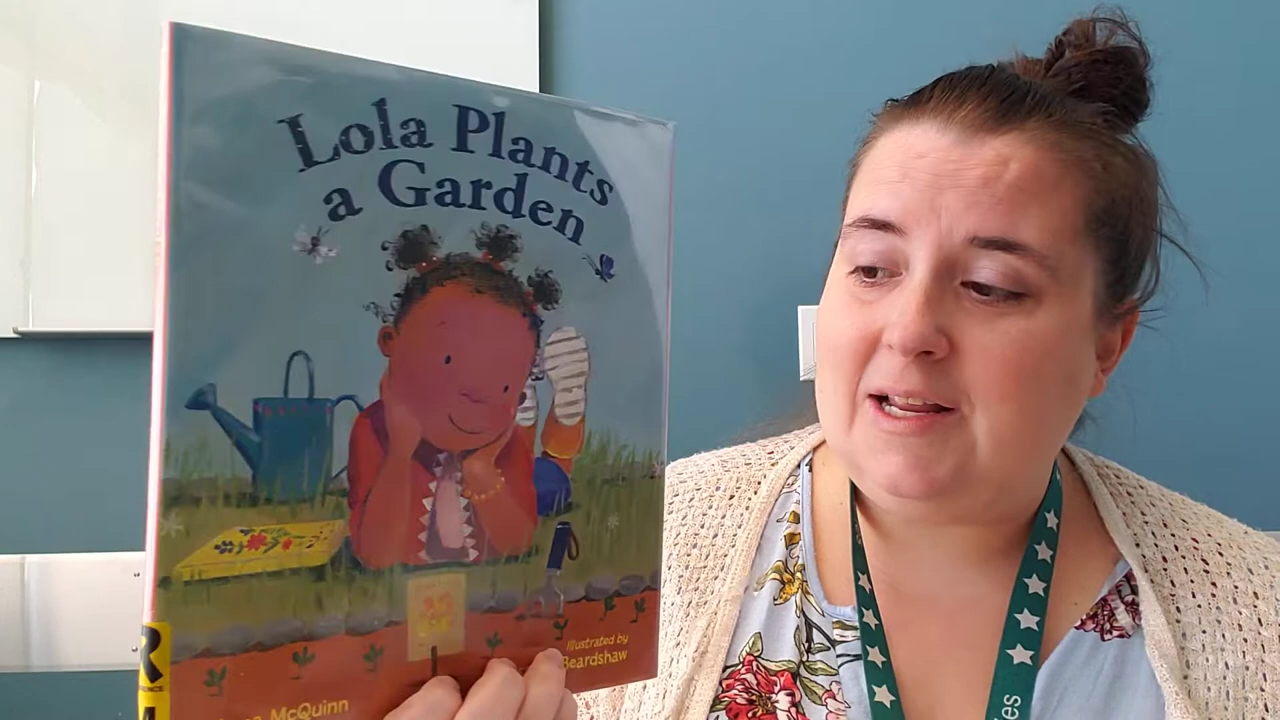 Lola Plants
a Garden
Illustrated by
Beardshaw
McQuinn
R